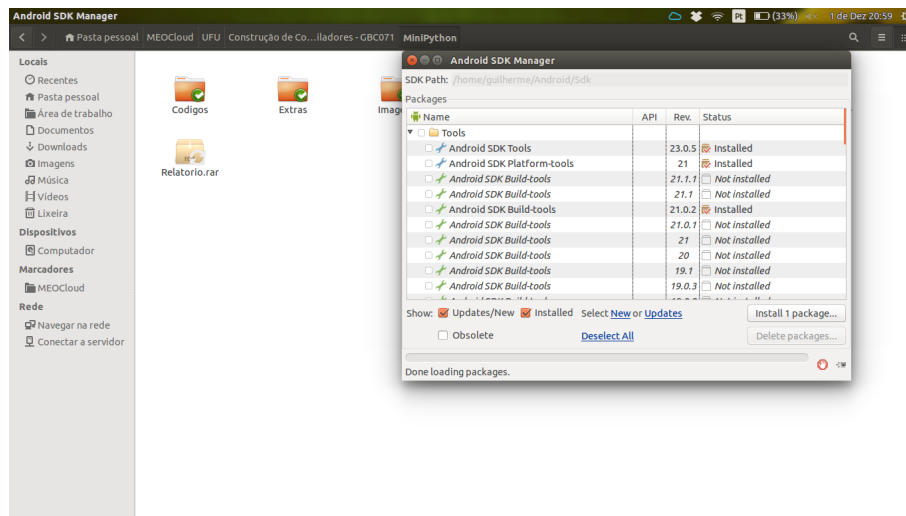 Android SDK Manager
Pt (33%) 1 de Dez 20:59
Pasta pessoal MEOCloud UFU Construção de Co...iladores - GBC071 MiniPython
Locais
Recentes
Pasta pessoal
Área de trabalho
Documentos
Downloads
Imagens
Música
Vídeos
Lixeira
Dispositivos
Computador
Marcadores
MEOCloud
Rede
Navegar na rede
Conectar a servidor
Codigos
Extras
Imag
Relatorio.rar
Android SDK Manager
SDK Path: /home/guilherme/Android/Sdk
Packages
Name API Rev. Status
Tools
Android SDK Tools 23.0.5 Installed
Android SDK Platform-tools 21 Installed
Android SDK Build-tools 21.1.1 Not installed
Android SDK Build-tools 21.1 Not installed
Android SDK Build-tools 21.0.2 Installed
Android SDK Build-tools 21.0.1 Not installed
Android SDK Build-tools 21 Not installed
Android SDK Build-tools 20 Not installed
Android SDK Build-tools 19.1 Not installed
Android SDK Build-tools 19.0.3 Not installed
Show: Updates/New Installed Select New or Updates Install 1 package...
Obsolete Deselect All Delete packages...
Done loading packages.